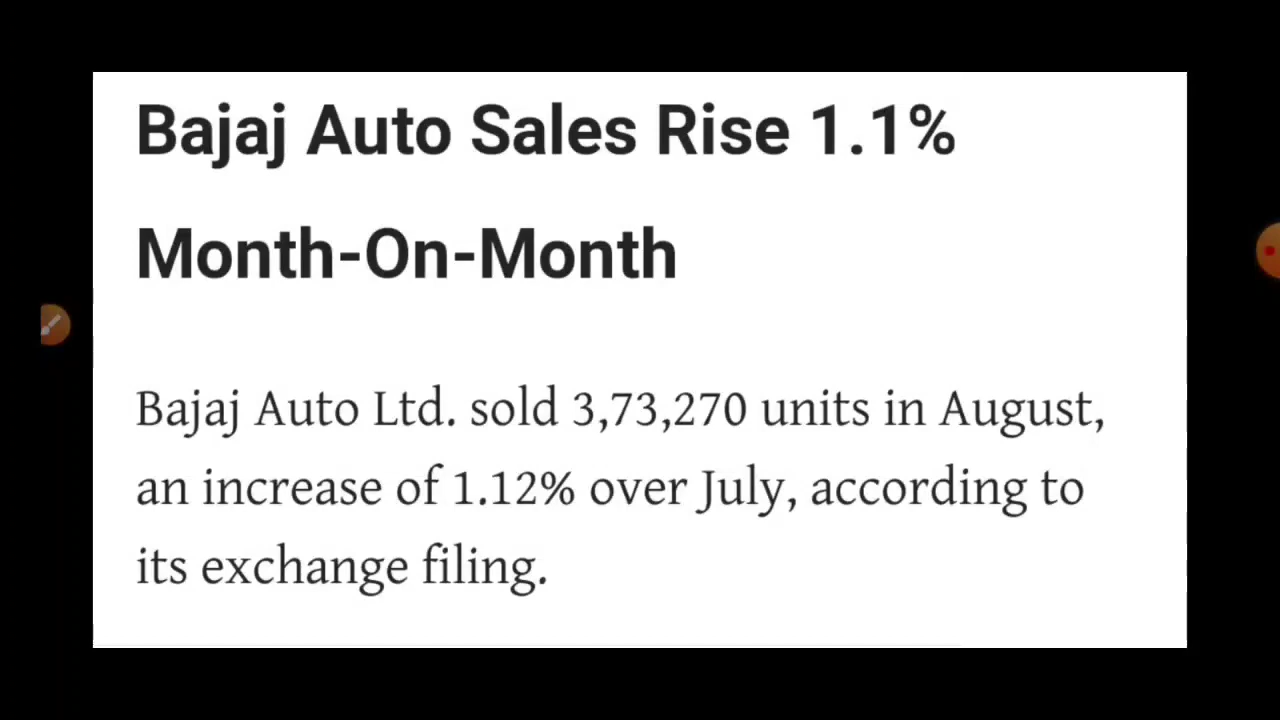 Bajaj Auto Sales Rise 1.1%
Month-On-Month
Bajaj Auto Ltd. sold 3,73,270 units in August,
an increase of 1.12% over July, according to
its exchange filing.